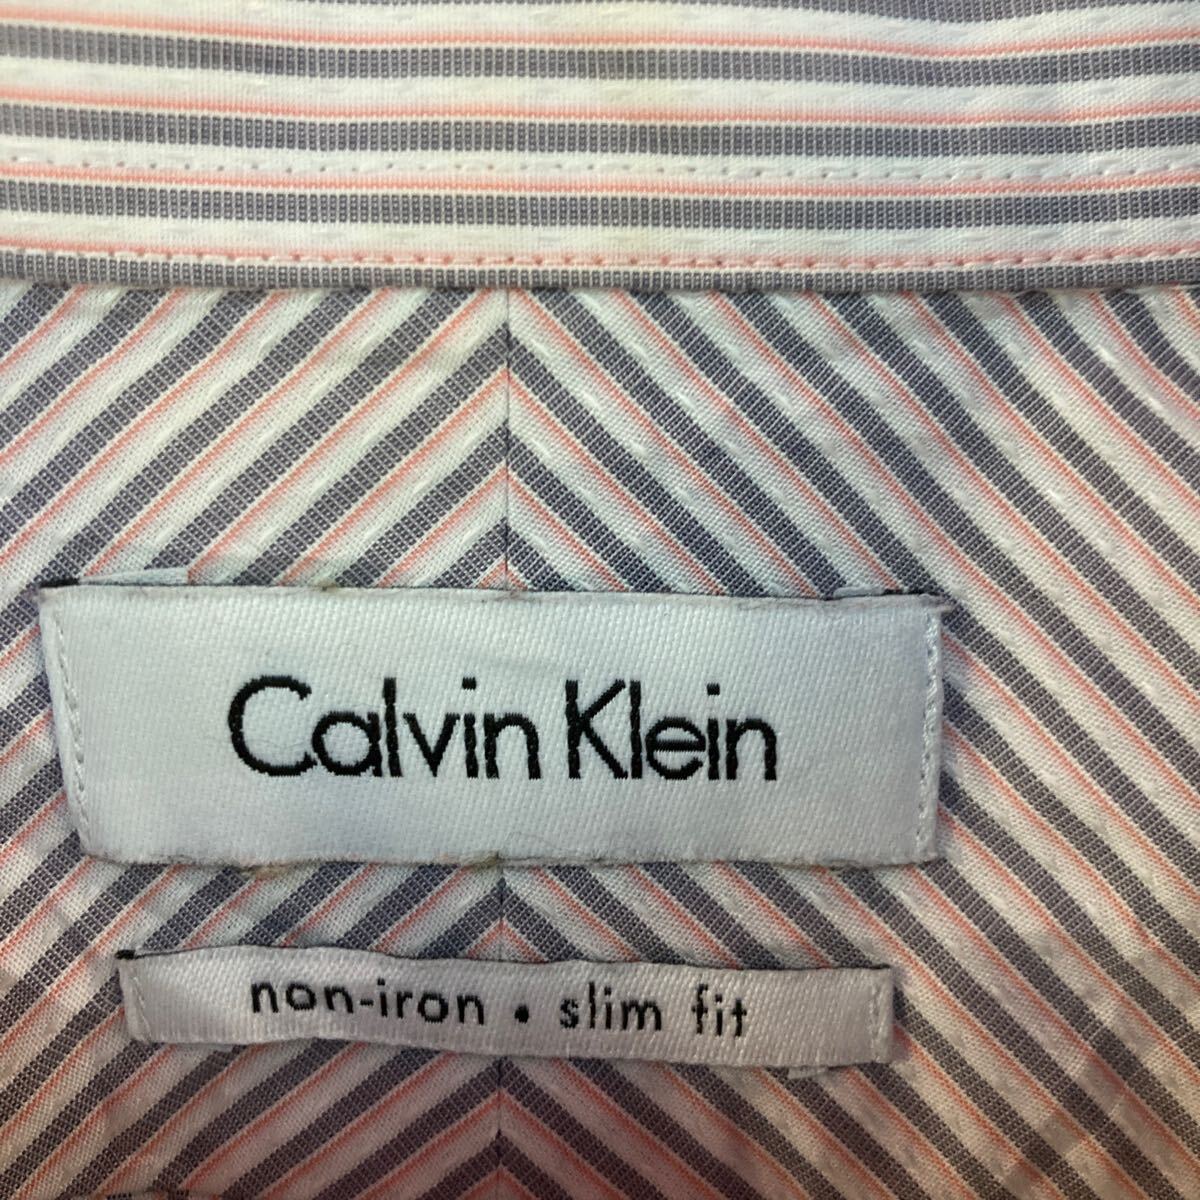 Calvin Klein
non-iron • slim fit